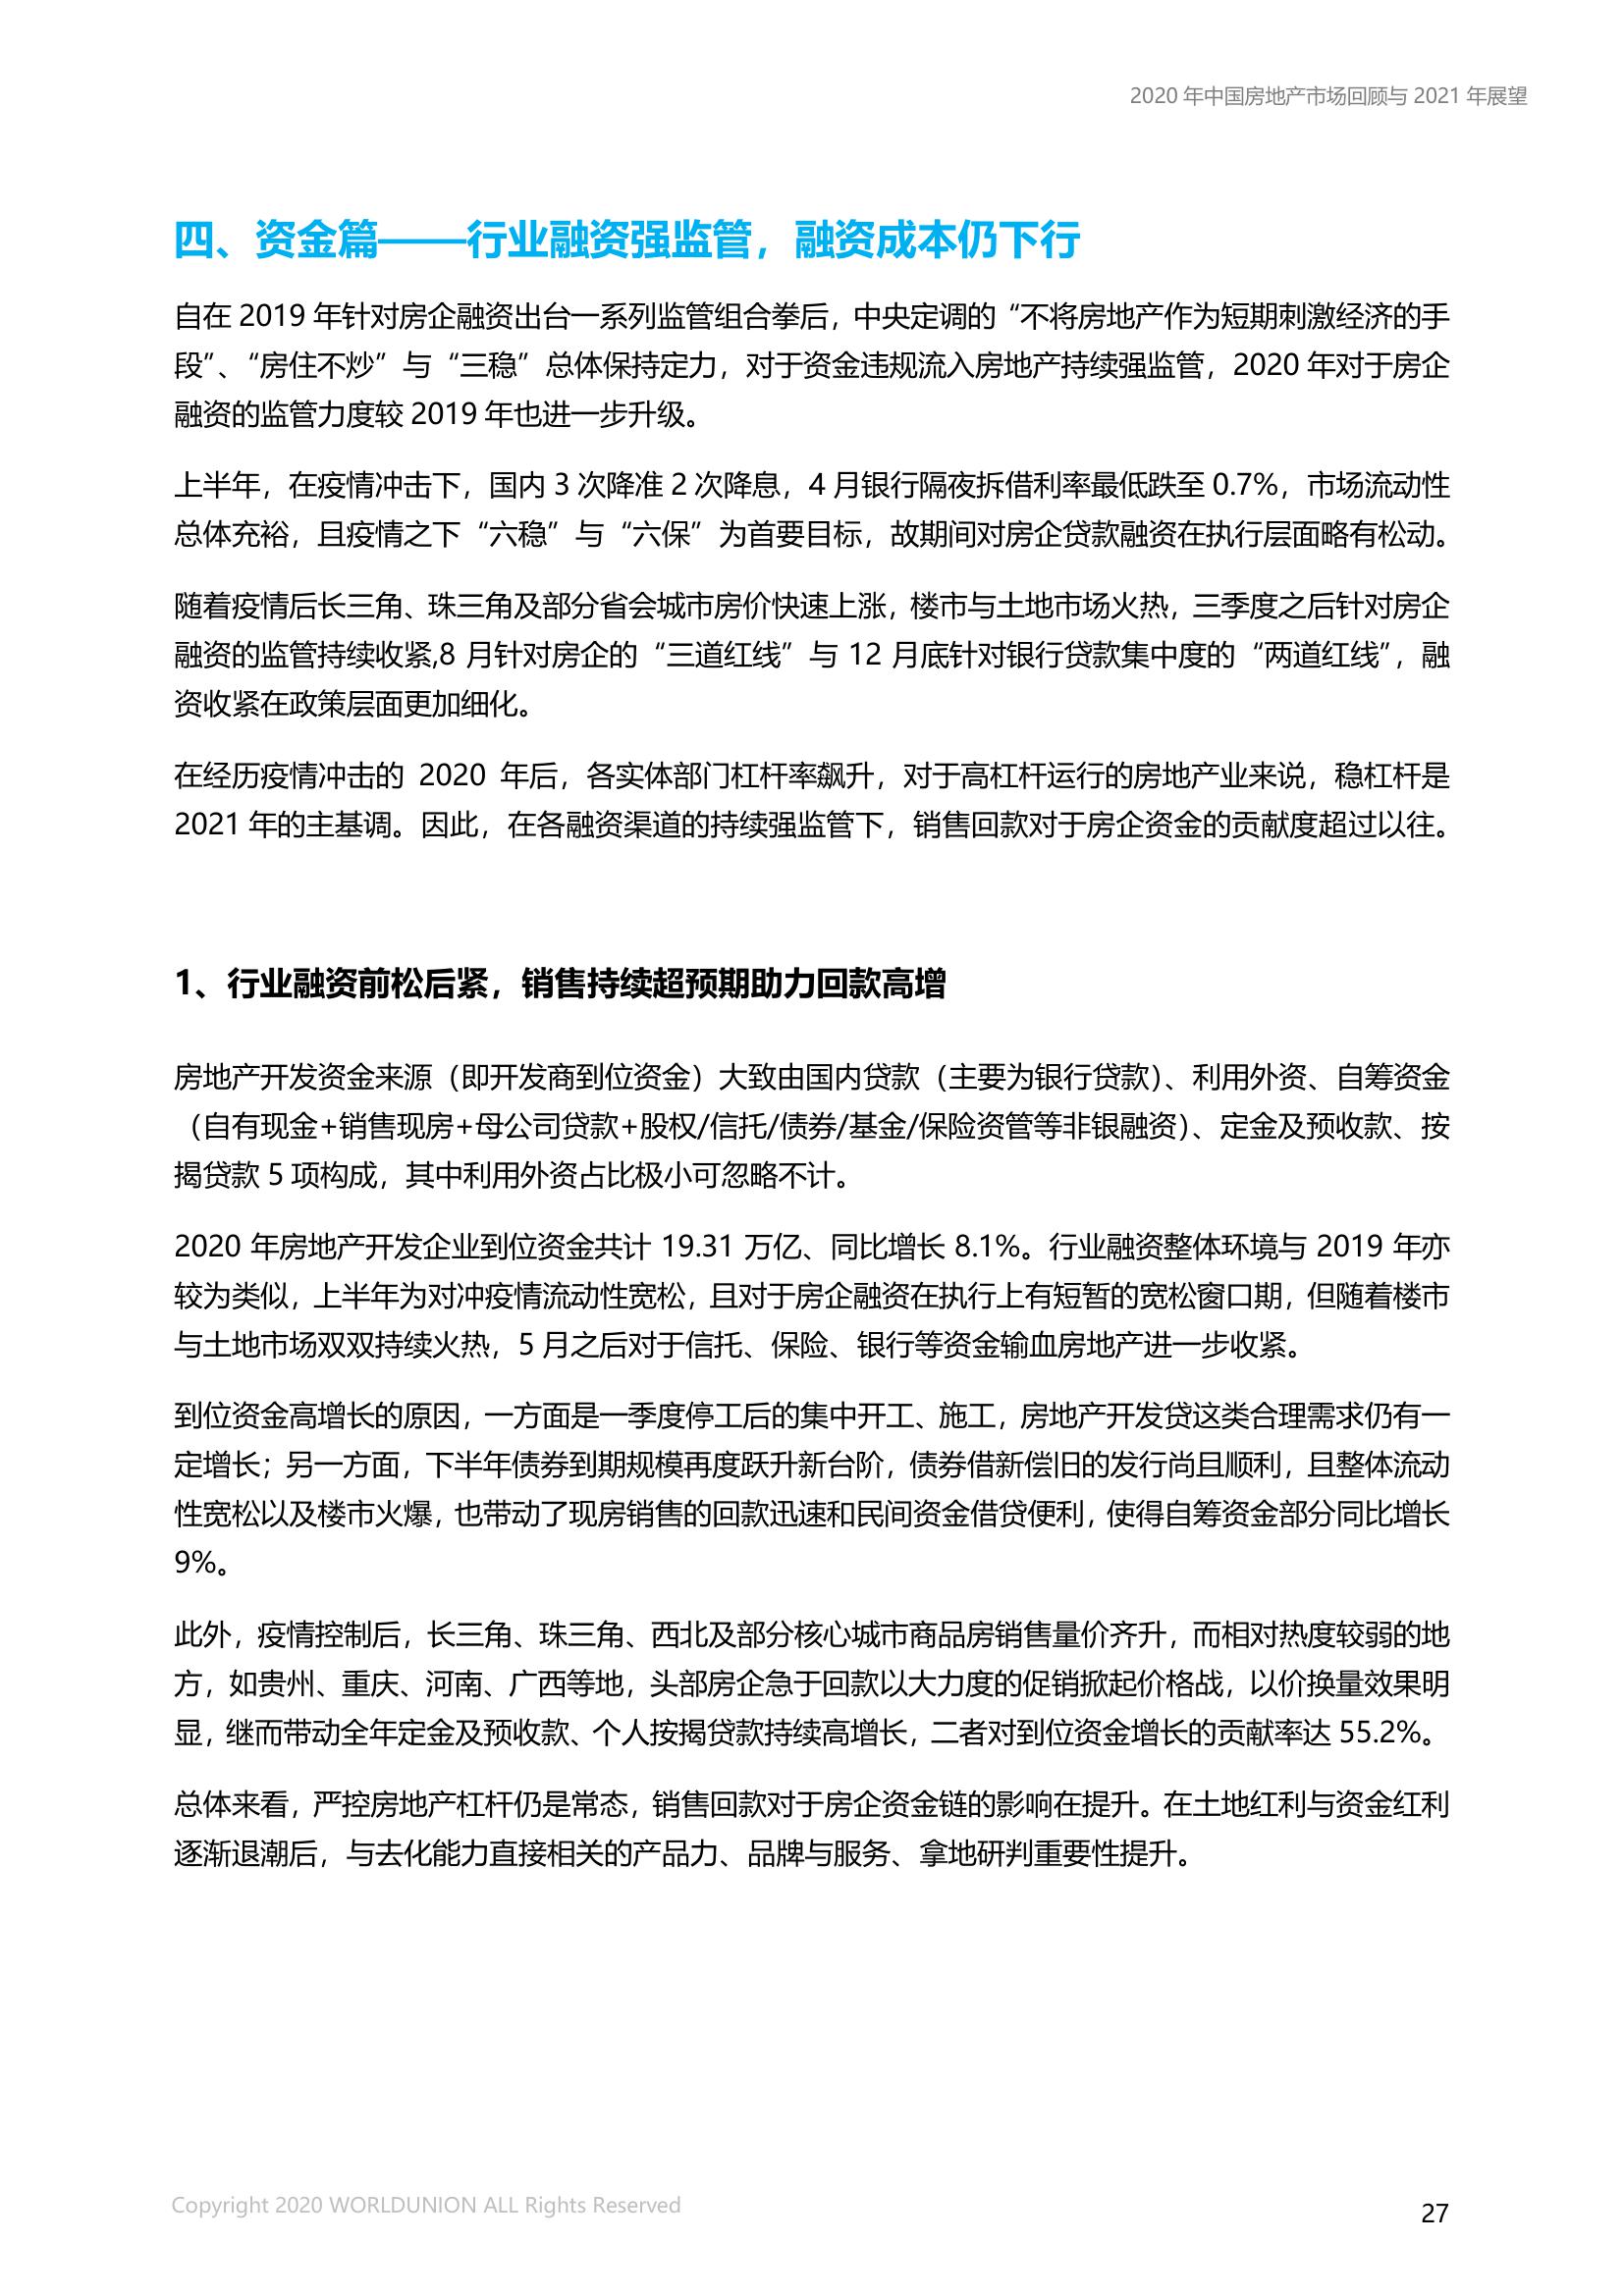 2020 年中国房地产市场回顾与 2021 年展望
四、资金篇——行业融资强监管，融资成本仍下行
自在 2019 年针对房企融资出台一系列监管组合拳后，中央定调的“不将房地产作为短期刺激经济的手
段”、“房住不炒”与“三稳”总体保持定力，对于资金违规流入房地产持续强监管，2020 年对于房企
融资的监管力度较 2019 年也进一步升级。
上半年，在疫情冲击下，国内 3 次降准 2 次降息，4 月银行隔夜拆借利率最低跌至 0.7%，市场流动性
总体充裕，且疫情之下“六稳”与“六保”为首要目标，故期间对房企贷款融资在执行层面略有松动。
随着疫情后长三角、珠三角及部分省会城市房价快速上涨，楼市与土地市场火热，三季度之后针对房企
融资的监管持续收紧,8 月针对房企的“三道红线”与 12 月底针对银行贷款集中度的“两道红线”，融
资收紧在政策层面更加细化。
在经历疫情冲击的 2020 年后，各实体部门杠杆率飙升，对于高杠杆运行的房地产业来说，稳杠杆是
2021 年的主基调。因此，在各融资渠道的持续强监管下，销售回款对于房企资金的贡献度超过以往。
1、行业融资前松后紧，销售持续超预期助力回款高增
房地产开发资金来源（即开发商到位资金）大致由国内贷款（主要为银行贷款）、利用外资、自筹资金
（自有现金+销售现房+母公司贷款+股权/信托/债券/基金/保险资管等非银融资）、定金及预收款、按
揭贷款 5 项构成，其中利用外资占比极小可忽略不计。
2020 年房地产开发企业到位资金共计 19.31 万亿、同比增长 8.1%。行业融资整体环境与 2019 年亦
较为类似，上半年为对冲疫情流动性宽松，且对于房企融资在执行上有短暂的宽松窗口期，但随着楼市
与土地市场双双持续火热，5 月之后对于信托、保险、银行等资金输血房地产进一步收紧。
到位资金高增长的原因，一方面是一季度停工后的集中开工、施工，房地产开发贷这类合理需求仍有一
定增长；另一方面，下半年债券到期规模再度跃升新台阶，债券借新偿旧的发行尚且顺利，且整体流动
性宽松以及楼市火爆，也带动了现房销售的回款迅速和民间资金借贷便利，使得自筹资金部分同比增长
9%。
此外，疫情控制后，长三角、珠三角、西北及部分核心城市商品房销售量价齐升，而相对热度较弱的地
方，如贵州、重庆、河南、广西等地，头部房企急于回款以大力度的促销掀起价格战，以价换量效果明
显，继而带动全年定金及预收款、个人按揭贷款持续高增长，二者对到位资金增长的贡献率达 55.2%。
总体来看，严控房地产杠杆仍是常态，销售回款对于房企资金链的影响在提升。在土地红利与资金红利
逐渐退潮后，与去化能力直接相关的产品力、品牌与服务、拿地研判重要性提升。
Copyright 2020 WORLDUNION ALL Rights Reserved
27